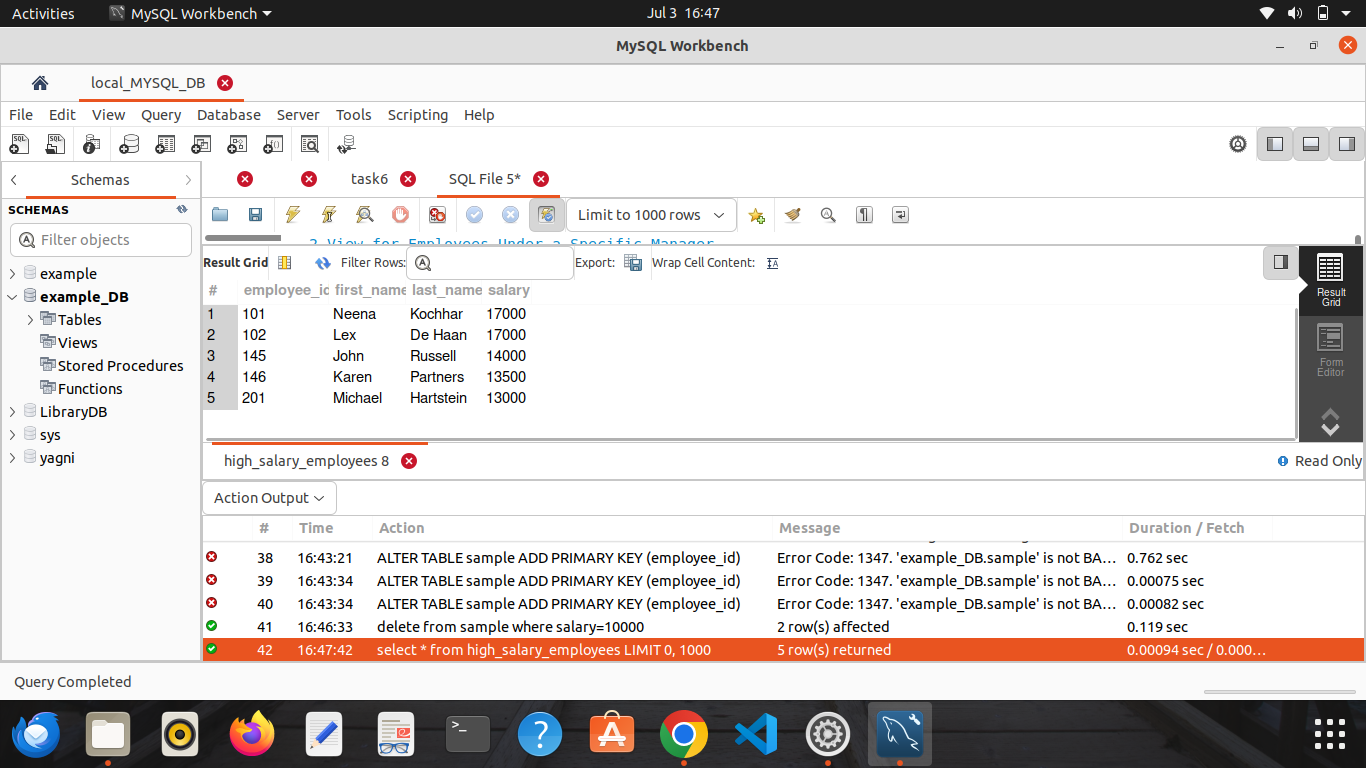 Activities MySQL Workbench Jul 3 16:47
MySQL Workbench
local_MYSQL_DB
File Edit View Query Database Server Tools Scripting Help
Schemas task6 SQL File 5*
SCHEMAS
Filter objects
Limit to 1000 rows
2 View for Employees Under a Specific Manager
Result Grid Filter Rows: Export: Wrap Cell Content:
example
example_DB
Tables
Views
Stored Procedures
Functions
LibraryDB
sys
yagni
# employee_id first_name last_name salary
1 101 Neena Kochhar 17000
2 102 Lex De Haan 17000
3 145 John Russell 14000
4 146 Karen Partners 13500
5 201 Michael Hartstein 13000
Result
Grid
Form
Editor
high_salary_employees 8 Read Only
Action Output
# Time Action Message Duration / Fetch
38 16:43:21 ALTER TABLE sample ADD PRIMARY KEY (employee_id) Error Code: 1347. 'example_DB.sample' is not BA... 0.762 sec
39 16:43:34 ALTER TABLE sample ADD PRIMARY KEY (employee_id) Error Code: 1347. 'example_DB.sample' is not BA... 0.00075 sec
40 16:43:34 ALTER TABLE sample ADD PRIMARY KEY (employee_id) Error Code: 1347. 'example_DB.sample' is not BA... 0.00082 sec
41 16:46:33 delete from sample where salary=10000 2 row(s) affected 0.119 sec
42 16:47:42 select * from high_salary_employees LIMIT 0, 1000 5 row(s) returned 0.00094 sec / 0.000...
Query Completed